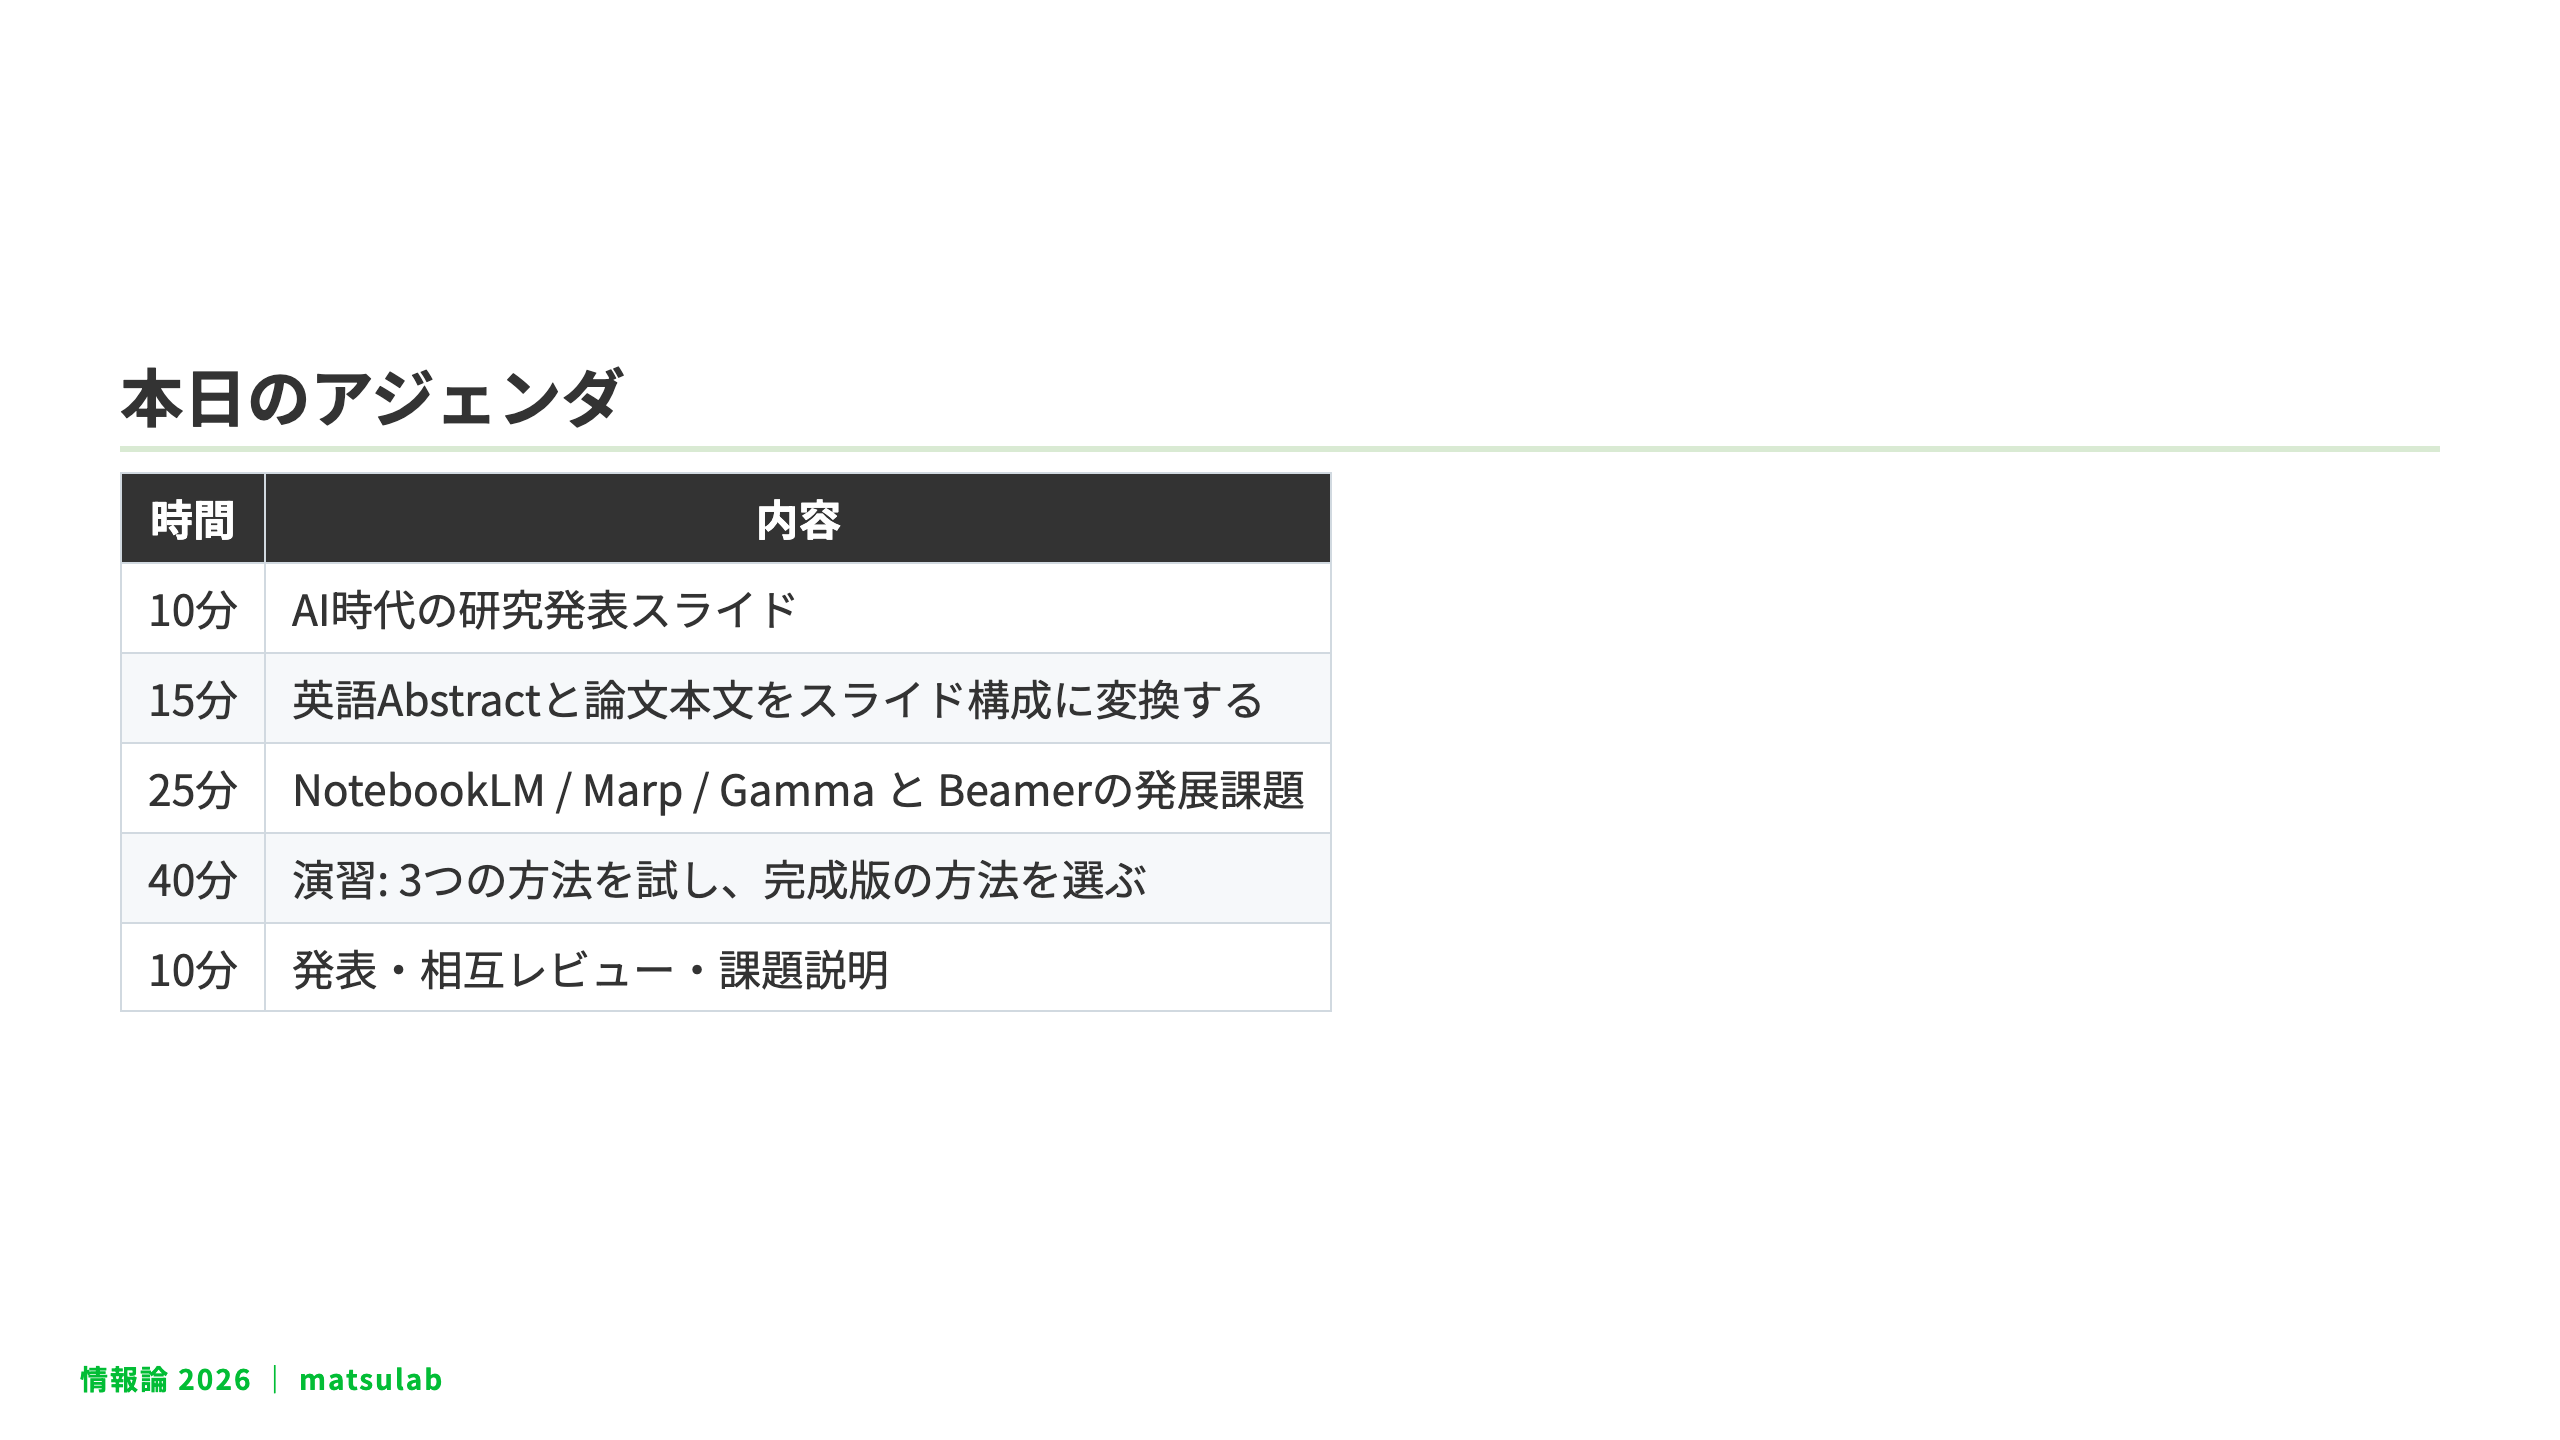 本日のアジェンダ
時間 内容
10分 AI時代の研究発表スライド
15分 英語Abstractと論文本文をスライド構成に変換する
25分 NotebookLM / Marp / Gamma と Beamerの発展課題
40分 演習: 3つの方法を試し、完成版の方法を選ぶ
10分 発表・相互レビュー・課題説明
情報論 2026 ｜ matsulab